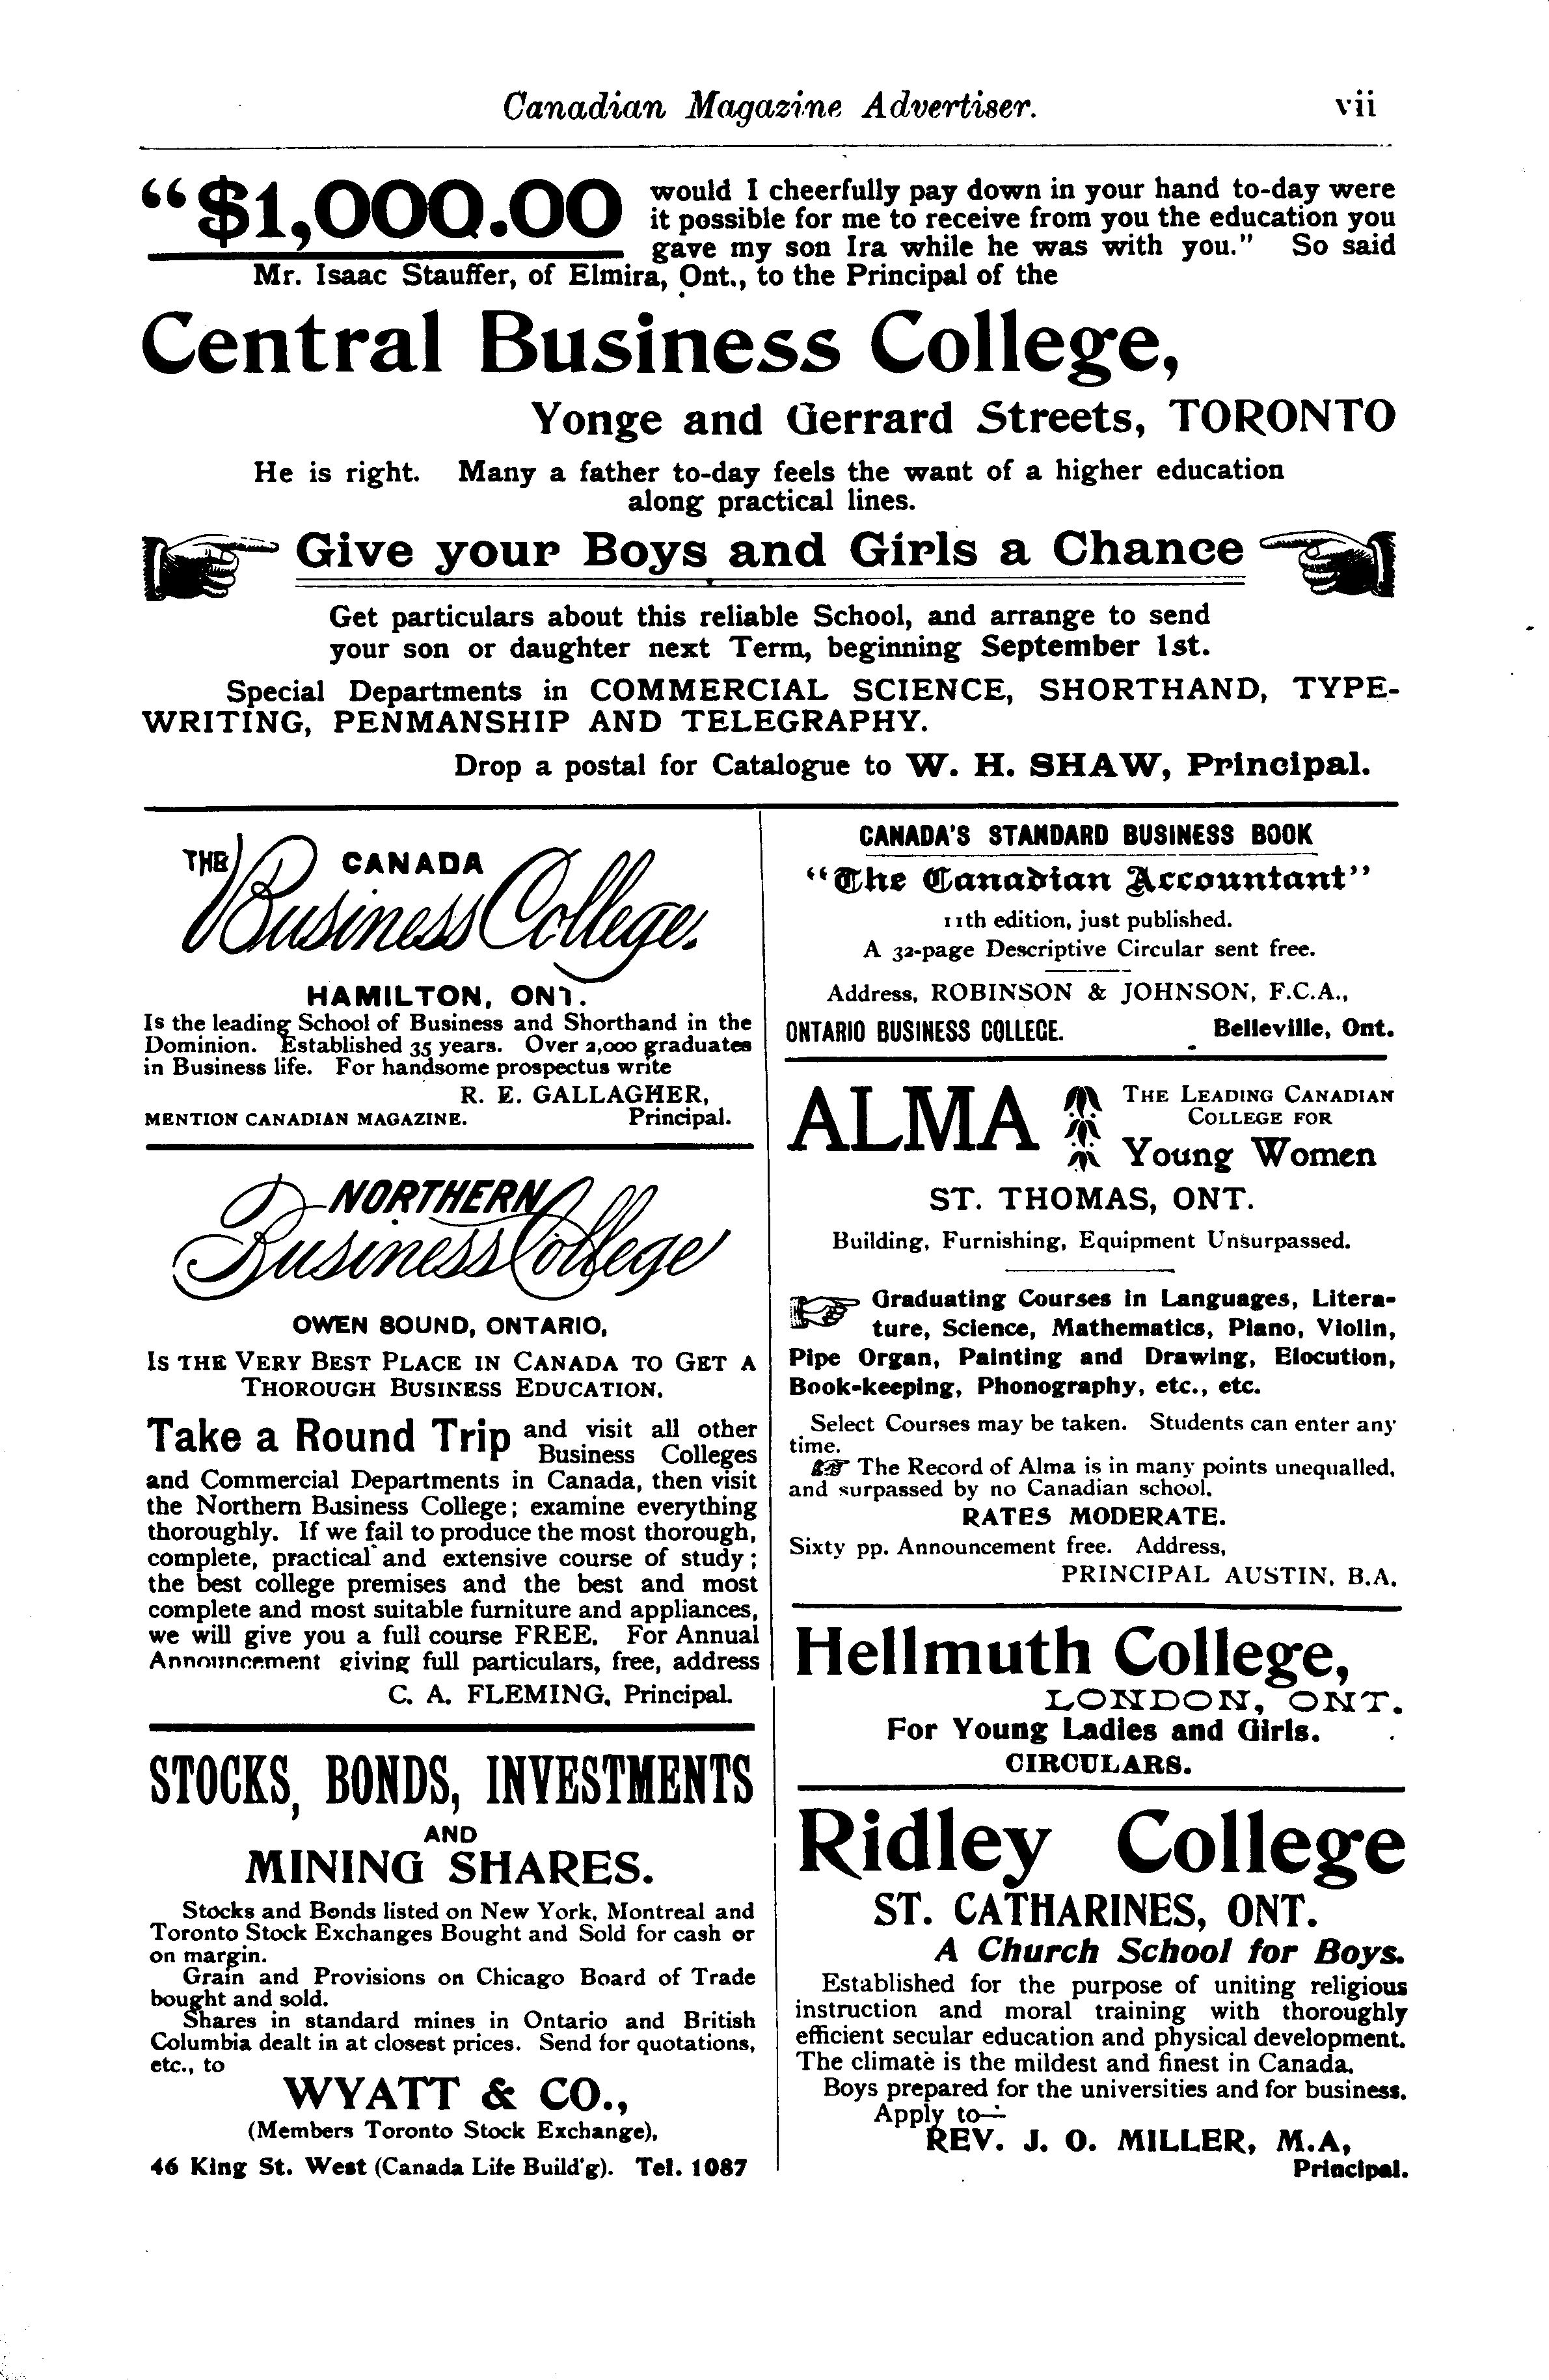 Canadian Magazine Advertiser. vii
"$1,000.00 would I cheerfully pay down in your hand to-day were
it possible for me to receive from you the education you
gave my son Ira while he was with you." So said
Mr. Isaac Stauffer, of Elmira, Ont., to the Principal of the
Central Business College,
Yonge and Gerrard Streets, TORONTO
He is right. Many a father to-day feels the want of a higher education
along practical lines.
Give your Boys and Girls a Chance
Get particulars about this reliable School, and arrange to send
your son or daughter next Term, beginning September 1st.
Special Departments in COMMERCIAL SCIENCE, SHORTHAND, TYPE-
WRITING, PENMANSHIP AND TELEGRAPHY.
Drop a postal for Catalogue to W. H. SHAW, Principal.
THE CANADA
Business College.
HAMILTON, ONT.
Is the leading School of Business and Shorthand in the
Dominion. Established 35 years. Over 2,000 graduates
in Business life. For handsome prospectus write
R. E. GALLAGHER,
MENTION CANADIAN MAGAZINE. Principal.
NORTHERN
Business College
OWEN SOUND, ONTARIO,
IS THE VERY BEST PLACE IN CANADA TO GET A
THOROUGH BUSINESS EDUCATION.
Take a Round Trip and visit all other
Business Colleges
and Commercial Departments in Canada, then visit
the Northern Business College; examine everything
thoroughly. If we fail to produce the most thorough,
complete, practical and extensive course of study;
the best college premises and the best and most
complete and most suitable furniture and appliances,
we will give you a full course FREE. For Annual
Announcement giving full particulars, free, address
C. A. FLEMING, Principal.
STOCKS, BONDS, INVESTMENTS
AND
MINING SHARES.
Stocks and Bonds listed on New York, Montreal and
Toronto Stock Exchanges Bought and Sold for cash or
on margin.
Grain and Provisions on Chicago Board of Trade
bought and sold.
Shares in standard mines in Ontario and British
Columbia dealt in at closest prices. Send for quotations,
etc., to
WYATT & CO.,
(Members Toronto Stock Exchange),
46 King St. West (Canada Life Build'g). Tel. 1087
CANADA'S STANDARD BUSINESS BOOK
"The Canadian Accountant"
11th edition, just published.
A 32-page Descriptive Circular sent free.
Address, ROBINSON & JOHNSON, F.C.A.,
ONTARIO BUSINESS COLLEGE. Belleville, Ont.
ALMA THE LEADING CANADIAN
COLLEGE FOR
Young Women
ST. THOMAS, ONT.
Building, Furnishing, Equipment Unsurpassed.
Graduating Courses in Languages, Litera-
ture, Science, Mathematics, Piano, Violin,
Pipe Organ, Painting and Drawing, Elocution,
Book-keeping, Phonography, etc., etc.
Select Courses may be taken. Students can enter any
time.
The Record of Alma is in many points unequalled,
and surpassed by no Canadian school.
RATES MODERATE.
Sixty pp. Announcement free. Address,
PRINCIPAL AUSTIN, B.A.
Hellmuth College,
LONDON, ONT.
For Young Ladies and Girls.
CIRCULARS.
Ridley College
ST. CATHARINES, ONT.
A Church School for Boys.
Established for the purpose of uniting religious
instruction and moral training with thoroughly
efficient secular education and physical development.
The climate is the mildest and finest in Canada.
Boys prepared for the universities and for business.
Apply to—
REV. J. O. MILLER, M.A,
Principal.